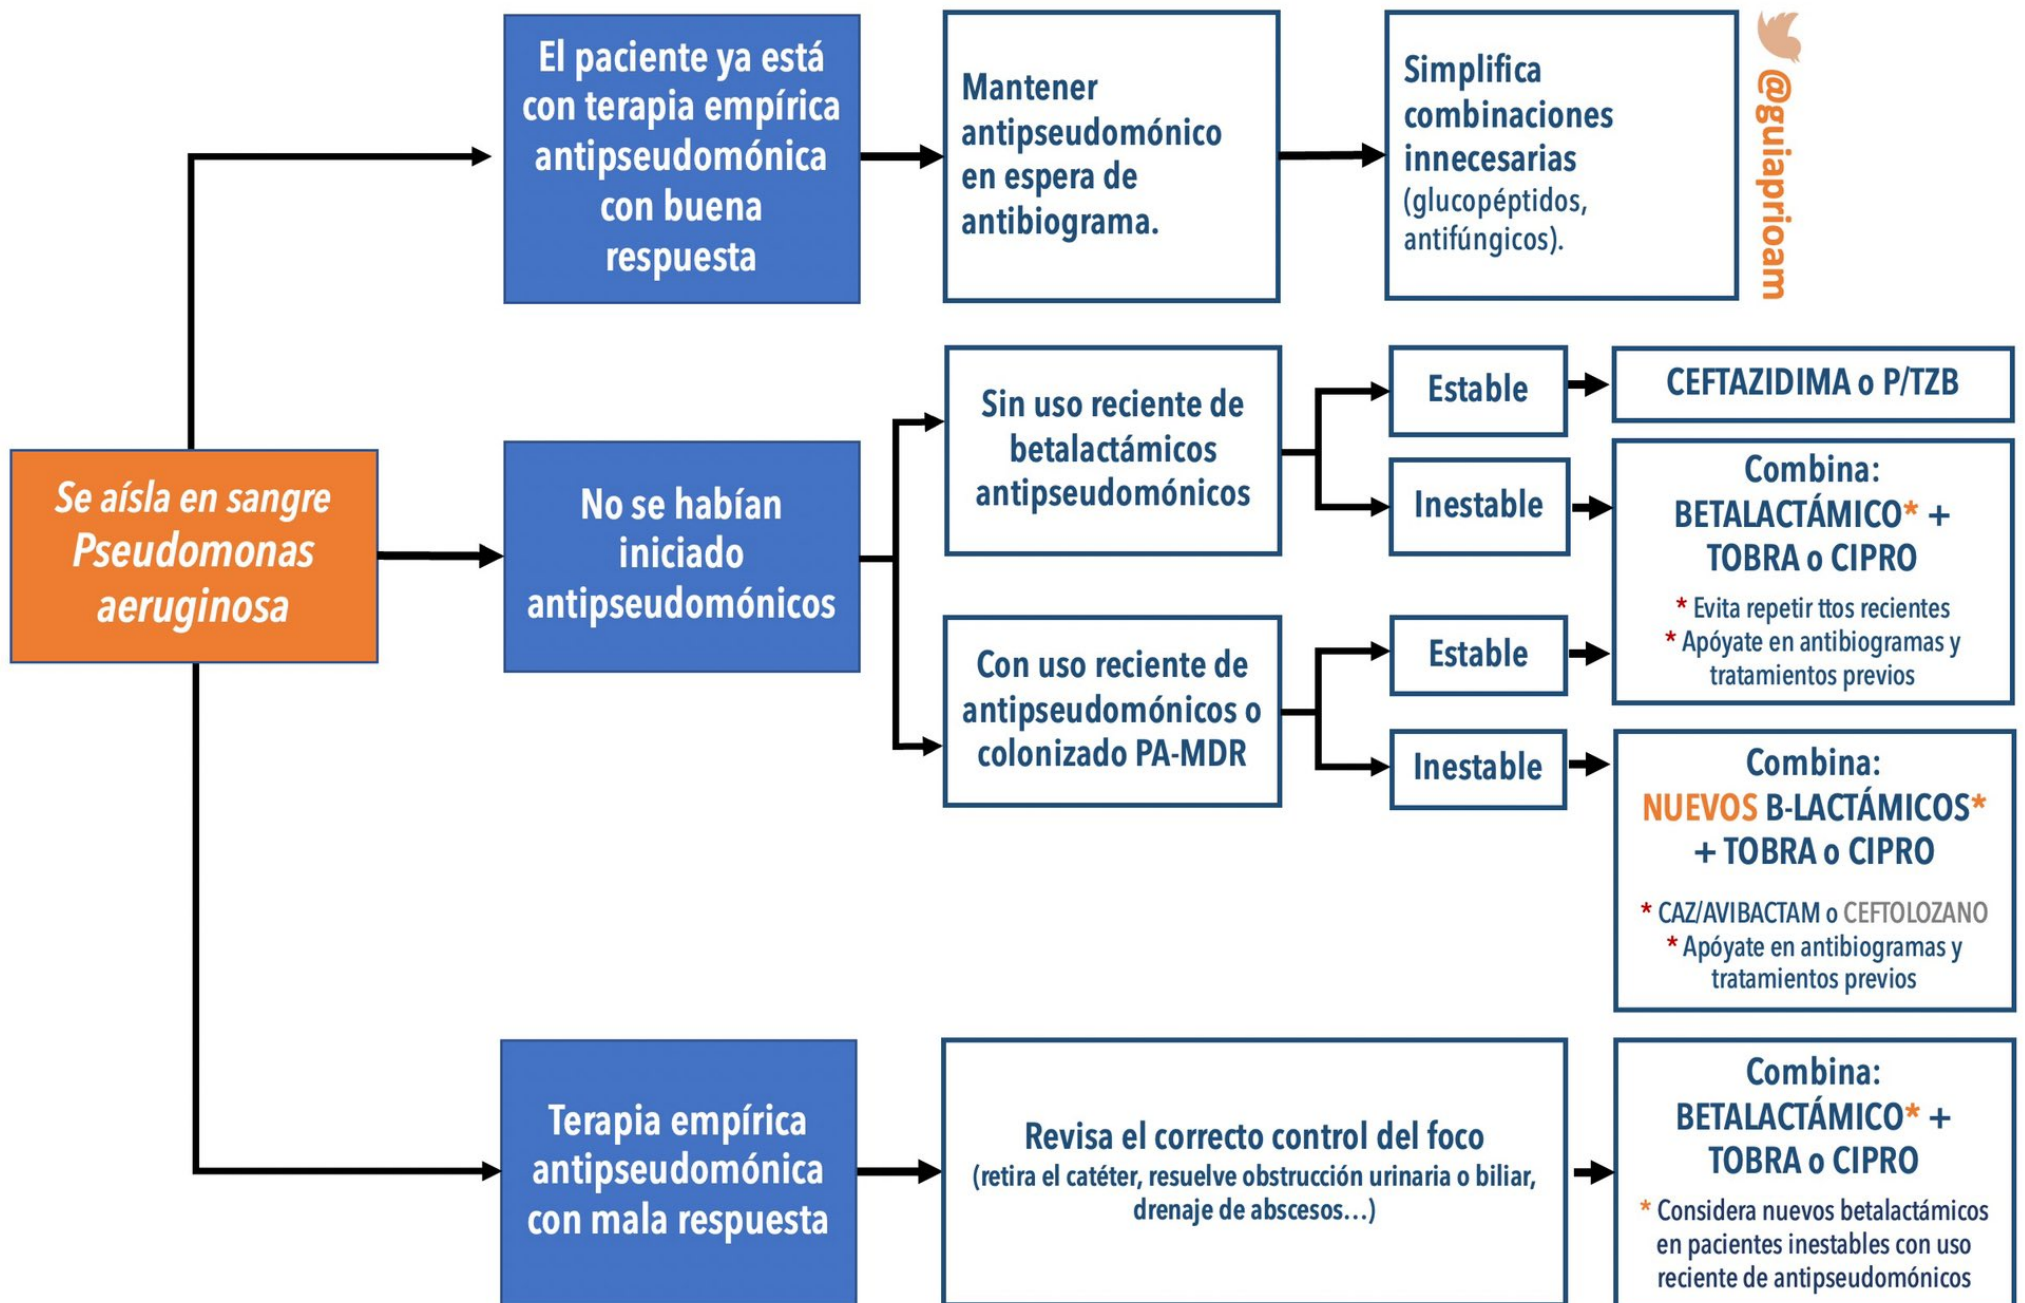 El paciente ya está
con terapia empírica
antipseudomónica
con buena
respuesta
Mantener
antipseudomónico
en espera de
antibiograma.
Simplifica
combinaciones
innecesarias
(glucopéptidos,
antifúngicos).
@guiaprioam
Se aísla en sangre
Pseudomonas
aeruginosa
No se habían
iniciado
antipseudomónicos
Sin uso reciente de
betalactámicos
antipseudomónicos
Estable
CEFTAZIDIMA o P/TZB
Inestable
Combina:
BETALACTÁMICO* +
TOBRA o CIPRO
* Evita repetir ttos recientes
* Apóyate en antibiogramas y
tratamientos previos
Con uso reciente de
antipseudomónicos o
colonizado PA-MDR
Estable
Inestable
Combina:
NUEVOS B-LACTÁMICOS*
+ TOBRA o CIPRO
* CAZ/AVIBACTAM o CEFTOLOZANO
* Apóyate en antibiogramas y
tratamientos previos
Terapia empírica
antipseudomónica
con mala respuesta
Revisa el correcto control del foco
(retira el catéter, resuelve obstrucción urinaria o biliar,
drenaje de abscesos...)
Combina:
BETALACTÁMICO* +
TOBRA o CIPRO
* Considera nuevos betalactámicos
en pacientes inestables con uso
reciente de antipseudomónicos